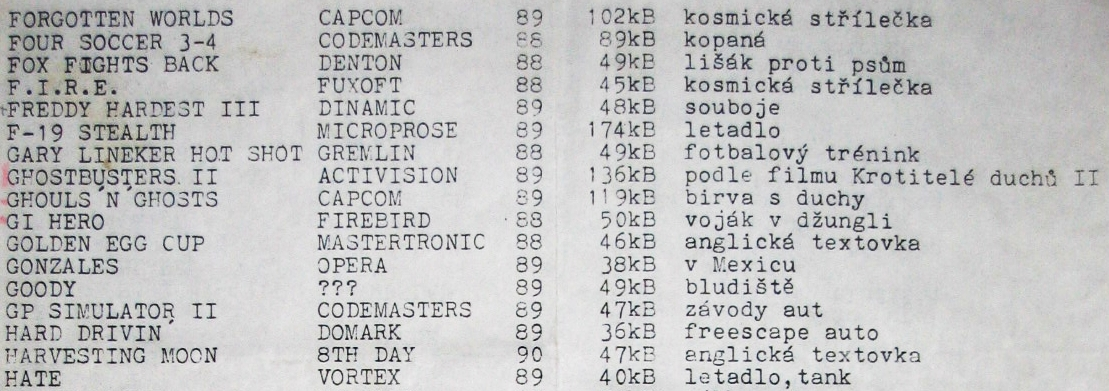 FORGOTTEN WORLDS CAPCOM 89 102kB kosmická střílečka
FOUR SOCCER 3-4 CODEMASTERS 88 89kB kopaná
FOX FIGHTS BACK DENTON 88 49kB lišák proti psům
F.I.R.E. FUXOFT 88 45kB kosmická střílečka
FREDDY HARDEST III DINAMIC 89 48kB souboje
F-19 STEALTH MICROPROSE 89 174kB letadlo
GARY LINEKER HOT SHOT GREMLIN 88 49kB fotbalový trénink
GHOSTBUSTERS II ACTIVISION 89 136kB podle filmu Krotitelé duchů II
GHOULS'N'GHOSTS CAPCOM 89 119kB birva s duchy
GI HERO FIREBIRD 88 50kB voják v džungli
GOLDEN EGG CUP MASTERTRONIC 88 46kB anglická textovka
GONZALES OPERA 89 38kB v Mexicu
GOODY ??? 89 49kB bludiště
GP SIMULATOR II CODEMASTERS 89 47kB závody aut
HARD DRIVIN' DOMARK 89 36kB freescape auto
HARVESTING MOON 8TH DAY 90 47kB anglická textovka
HATE VORTEX 89 40kB letadlo,tank